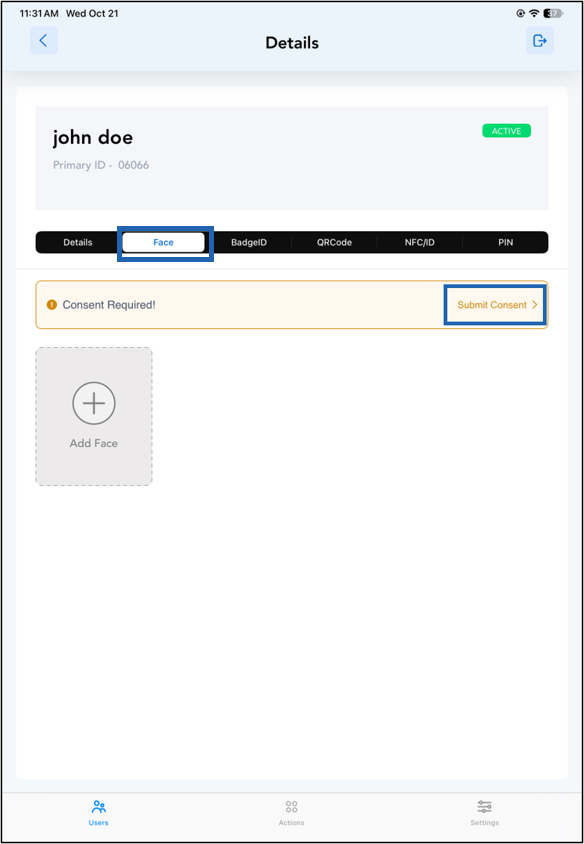 11:31 AM Wed Oct 21
37
Details
john doe
ACTIVE
Primary ID - 06066
Details Face BadgeID QRCode NFC/ID PIN
Consent Required! Submit Consent
Add Face
Users Actions Settings